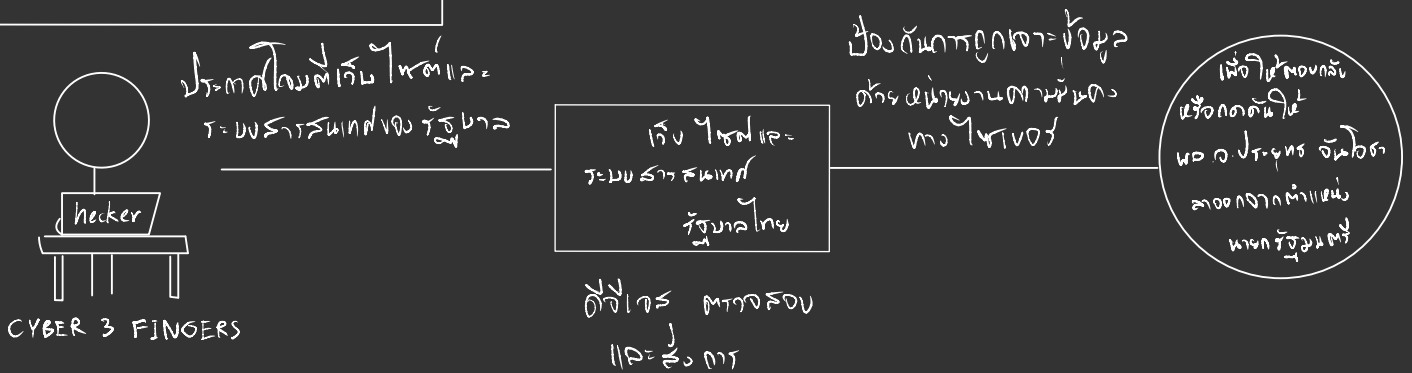 ประกาศโจมตีเว็บไซต์และ
ระบบสารสนเทศของรัฐบาล
hecker
CYBER 3 FINGERS
เว็บไซต์และ
ระบบสารสนเทศ
รัฐบาลไทย
ดีอีเอส ตรวจสอบ
และสั่งการ
ป้องกันการถูกเจาะข้อมูล
ด้วยหน่วยงานความมั่นคง
ทางไซเบอร์
เพื่อให้ตอบกลับ
หรือกดดันให้
พล.อ.ประยุทธ จันโอชา
ลาออกจากตำแหน่ง
นายกรัฐมนตรี